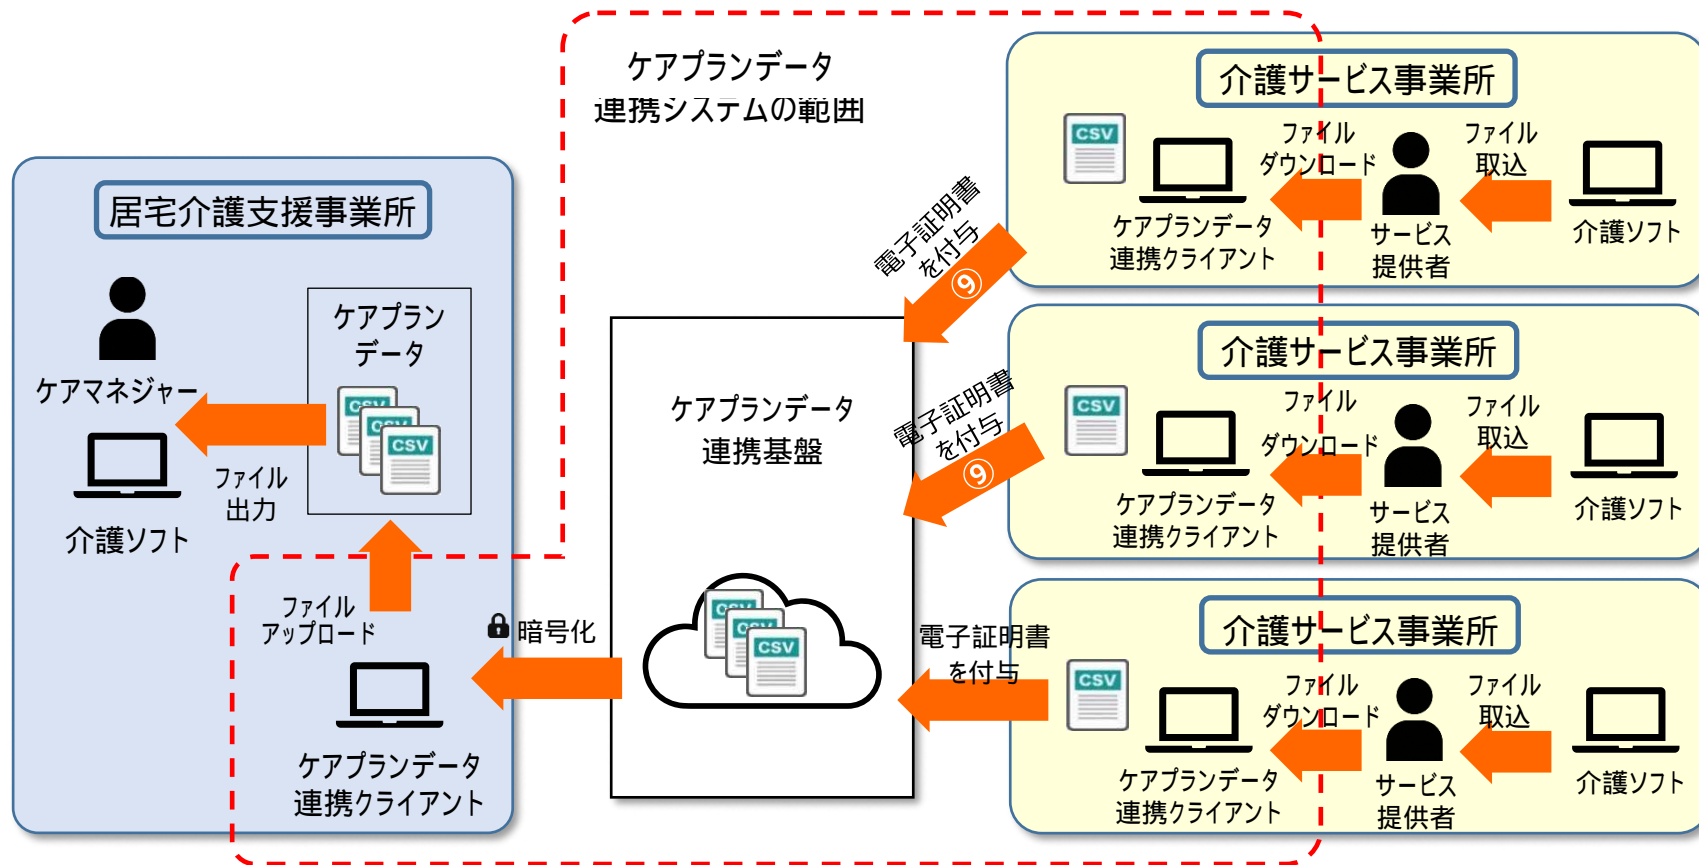 ケアプランデータ
連携システムの範囲
居宅介護支援事業所
ケアマネジャー
介護ソフト
ケアプラン
データ
CSV
CSV
CSV
ファイル
出力
ファイル
アップロード
ケアプランデータ
連携クライアント
暗号化
ケアプランデータ
連携基盤
CSV
CSV
CSV
電子証明書
を付与
⑨
電子証明書
を付与
⑨
電子証明書
を付与
介護サービス事業所
CSV
ケアプランデータ
連携クライアント
ファイル
ダウンロード
サービス
提供者
ファイル
取込
介護ソフト
介護サービス事業所
CSV
ケアプランデータ
連携クライアント
ファイル
ダウンロード
サービス
提供者
ファイル
取込
介護ソフト
介護サービス事業所
CSV
ケアプランデータ
連携クライアント
ファイル
ダウンロード
サービス
提供者
ファイル
取込
介護ソフト